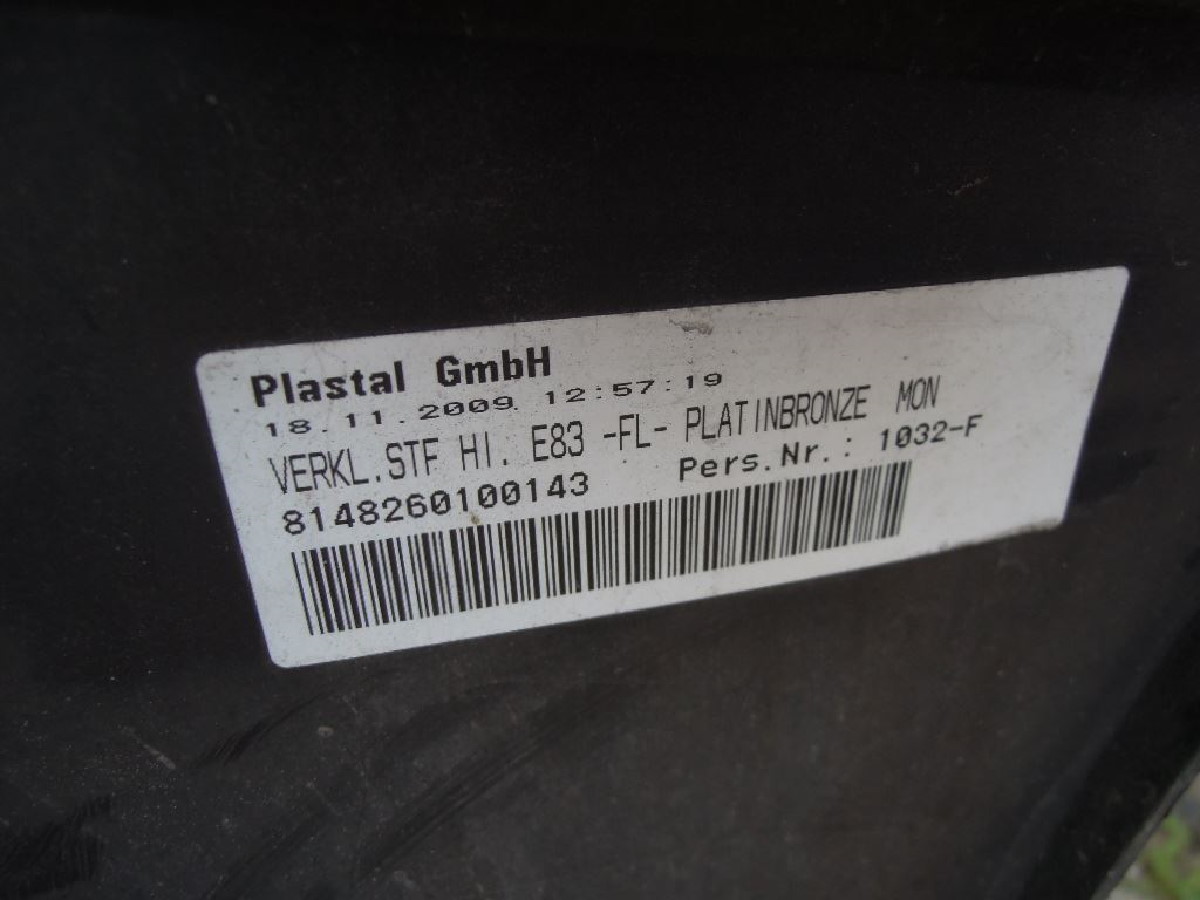 Plastal GmbH
18.11.2009 12:57:19
VERKL.STF HI. E83 -FL- PLATINBRONZE MON
8148260100143 Pers.Nr.: 1032-F